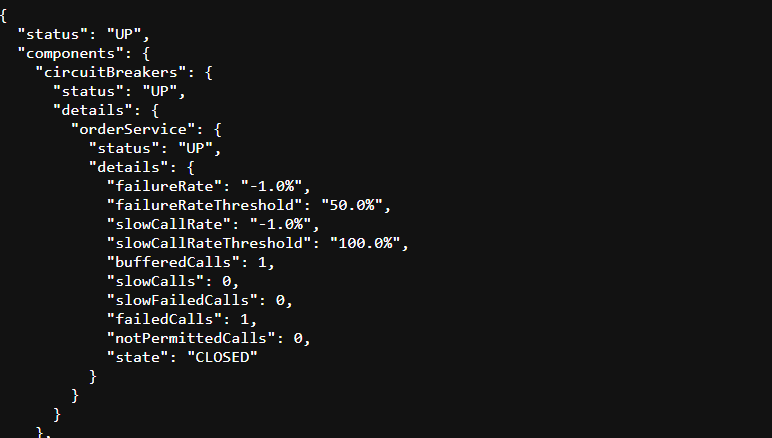 {
  "status": "UP",
  "components": {
    "circuitBreakers": {
      "status": "UP",
      "details": {
        "orderService": {
          "status": "UP",
          "details": {
            "failureRate": "-1.0%",
            "failureRateThreshold": "50.0%",
            "slowCallRate": "-1.0%",
            "slowCallRateThreshold": "100.0%",
            "bufferedCalls": 1,
            "slowCalls": 0,
            "slowFailedCalls": 0,
            "failedCalls": 1,
            "notPermittedCalls": 0,
            "state": "CLOSED"
          }
        }
      }
    },